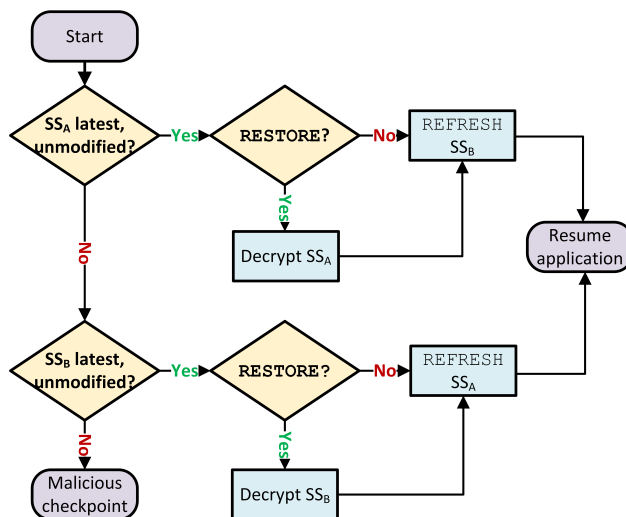 Start
SSA latest,
unmodified?
Yes
RESTORE?
No
REFRESH
SSB
Yes
Decrypt SSA
Resume
application
No
SSB latest,
unmodified?
Yes
RESTORE?
No
REFRESH
SSA
Yes
Decrypt SSB
No
Malicious
checkpoint